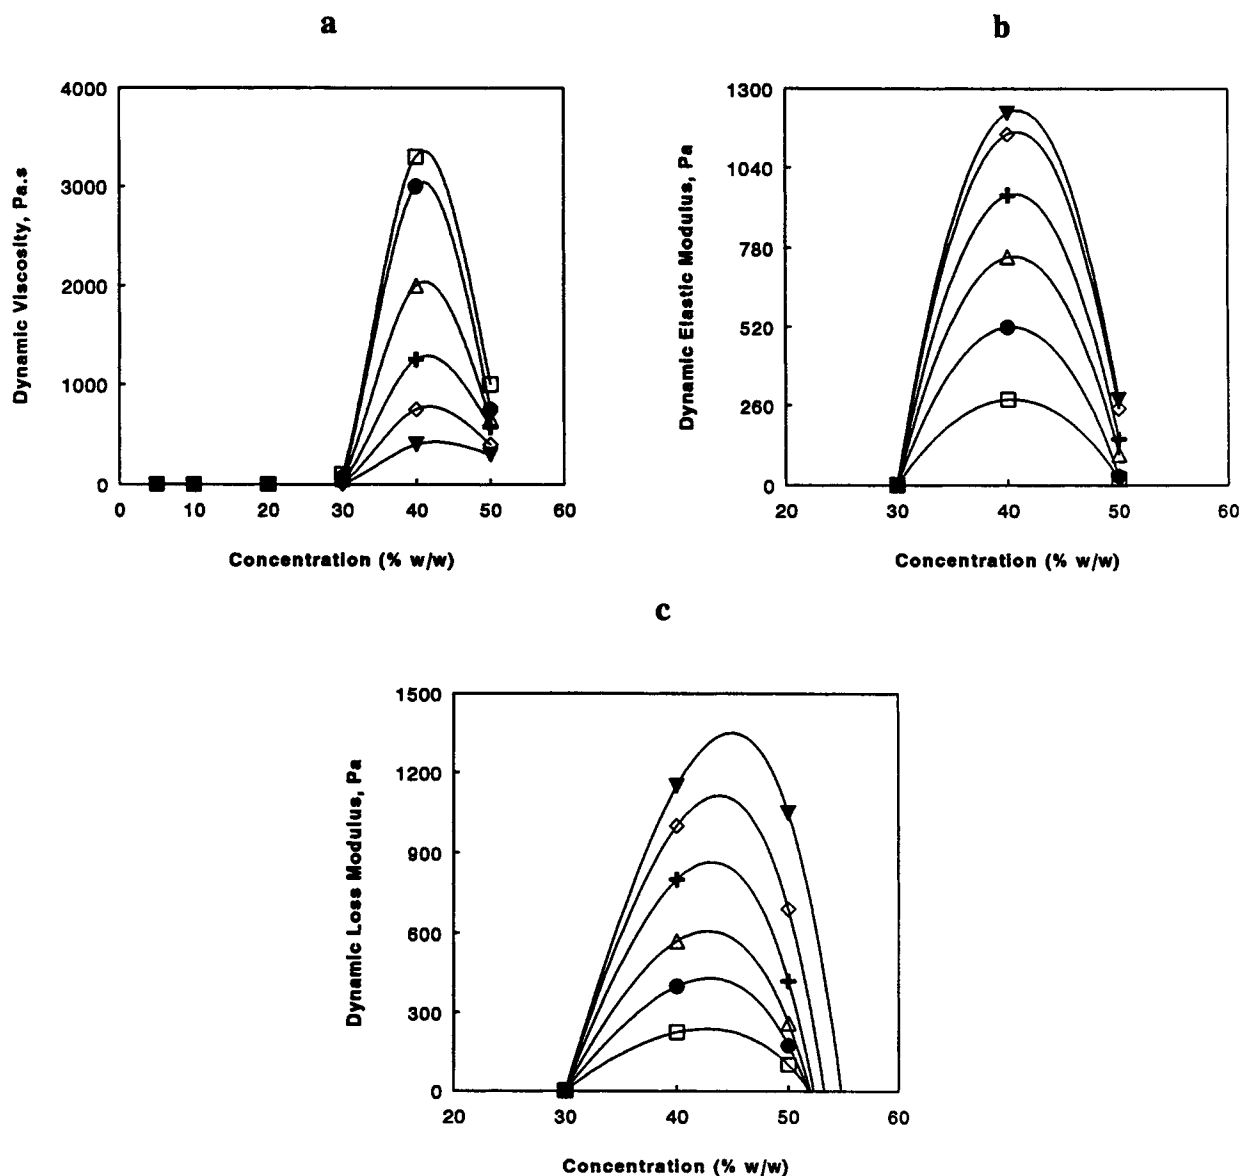 a
4000
3000
2000
1000
0
0 10 20 30 40 50 60
Dynamic Viscosity, Pa.s
Concentration (% w/w)
b
1300
1040
780
520
260
0
20 30 40 50 60
Dynamic Elastic Modulus, Pa
Concentration (% w/w)
c
1500
1200
900
600
300
0
20 30 40 50 60
Dynamic Loss Modulus, Pa
Concentration (% w/w)